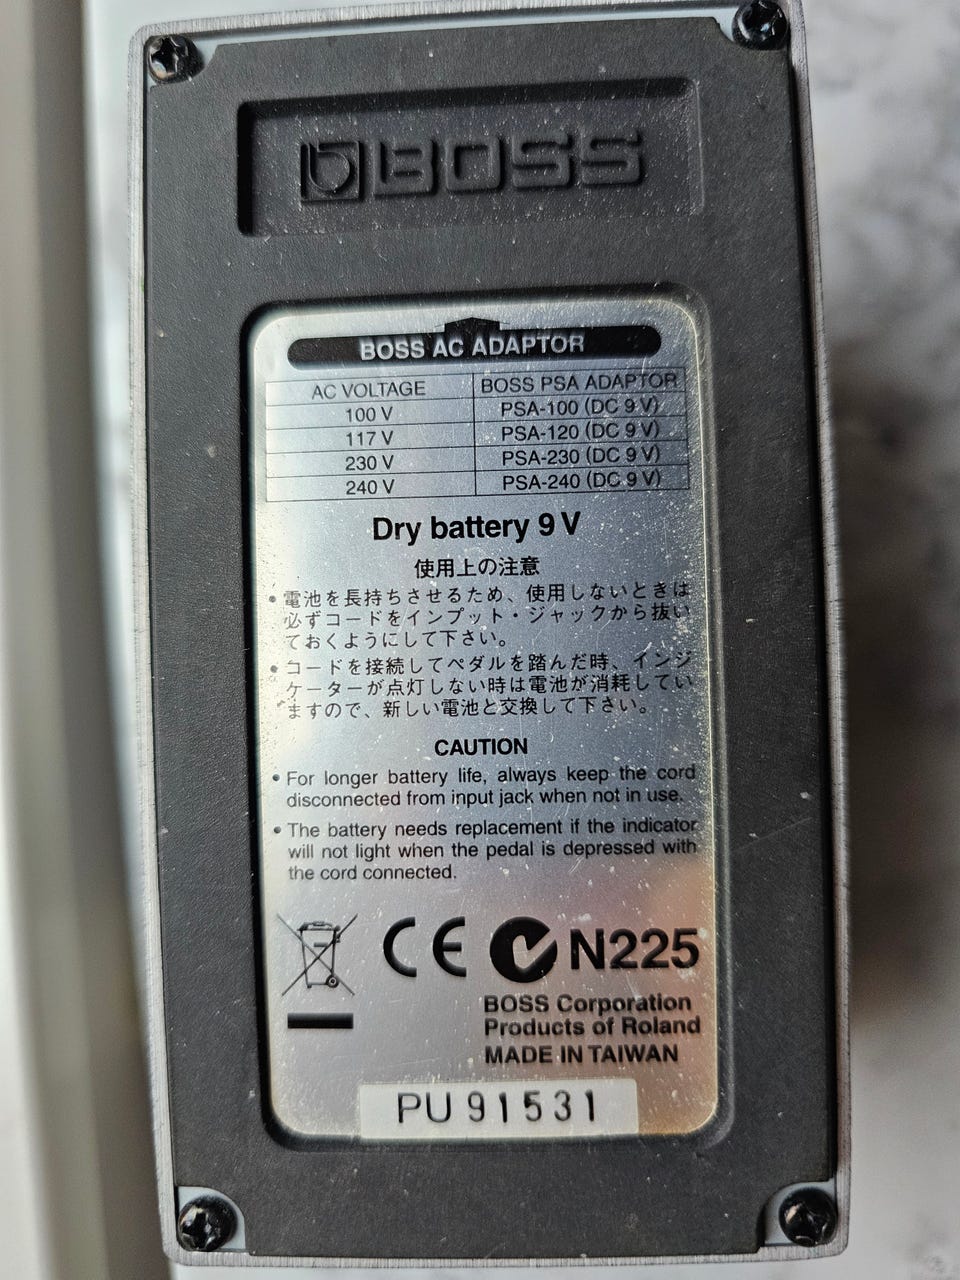 BOSS
BOSS AC ADAPTOR
AC VOLTAGE BOSS PSA ADAPTOR
100 V PSA-100 (DC 9 V)
117 V PSA-120 (DC 9 V)
230 V PSA-230 (DC 9 V)
240 V PSA-240 (DC 9 V)
Dry battery 9 V
使用上の注意
• 電池を長持ちさせるため、使用しないときは
必ずコードをインプット・ジャックから抜い
ておくようにして下さい。
• コードを接続してペダルを踏んだ時、インジ
ケーターが点灯しない時は電池が消耗してい
ますので、新しい電池と交換して下さい。
CAUTION
• For longer battery life, always keep the cord
disconnected from input jack when not in use.
• The battery needs replacement if the indicator
will not light when the pedal is depressed with
the cord connected.
CE N225
BOSS Corporation
Products of Roland
MADE IN TAIWAN
PU 91531